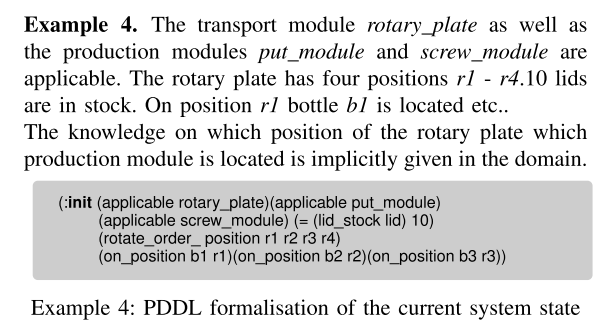 Example 4. The transport module rotary_plate as well as
the production modules put_module and screw_module are
applicable. The rotary plate has four positions r1 - r4.10 lids
are in stock. On position r1 bottle b1 is located etc..
The knowledge on which position of the rotary plate which
production module is located is implicitly given in the domain.
(:init (applicable rotary_plate)(applicable put_module)
(applicable screw_module) (= (lid_stock lid) 10)
(rotate_order_ position r1 r2 r3 r4)
(on_position b1 r1)(on_position b2 r2)(on_position b3 r3))
Example 4: PDDL formalisation of the current system state